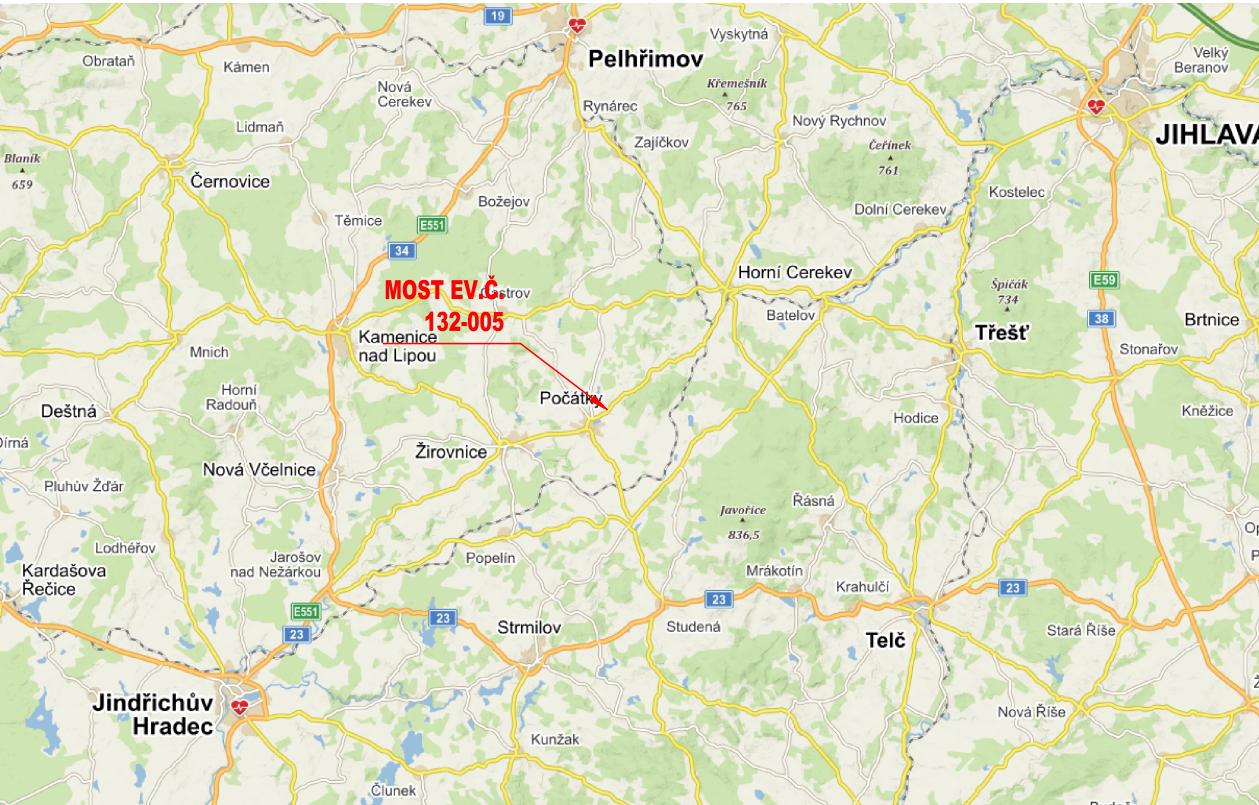 19
Pelhřimov
Vyskytná
Velký
Beranov
Obrataň
Kámen
Nová
Cerekev
Křemešník
765
Rynárec
Nový Rychnov
JIHLAVA
Lidmaň
Zajíčkov
Čeřínek
761
Blaník
659
Černovice
Kostelec
Božejov
Těmice
Dolní Cerekev
E551
34
Horní Cerekev
MOST EV.Č.
132-005
Častrov
Špičák
734
E59
38
Batelov
Brtnice
Třešť
Kamenice
nad Lipou
Mnich
Stonařov
Horní
Radouň
Počátky
Deštná
Kněžice
Hodice
Dírná
Žirovnice
Nová Včelnice
Pluhův Žďár
Řásná
Javořice
836,5
Lodhéřov
Jarošov
nad Nežárkou
Popelín
Kardašova
Řečice
Mrákotín
Krahulčí
23
E551
23
23
23
Strmilov
Studená
Stará Říše
Telč
Jindřichův
Hradec
Nová Říše
Kunžak
Člunek